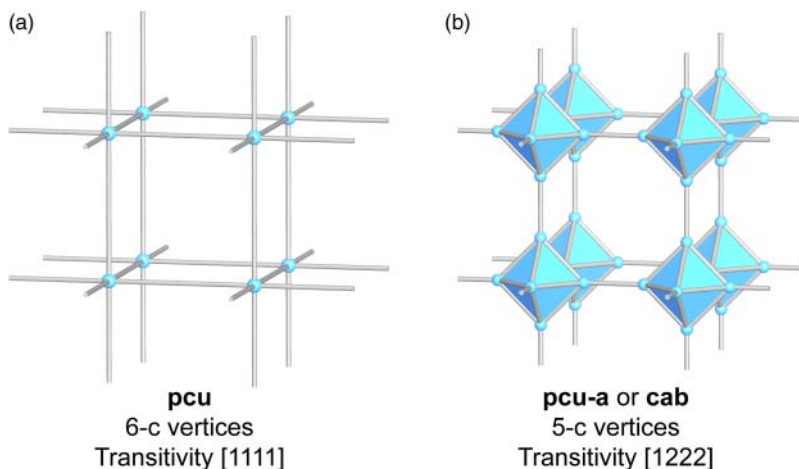 (a)
(b)
pcu
6-c vertices
Transitivity [1111]
pcu-a or cab
5-c vertices
Transitivity [1222]